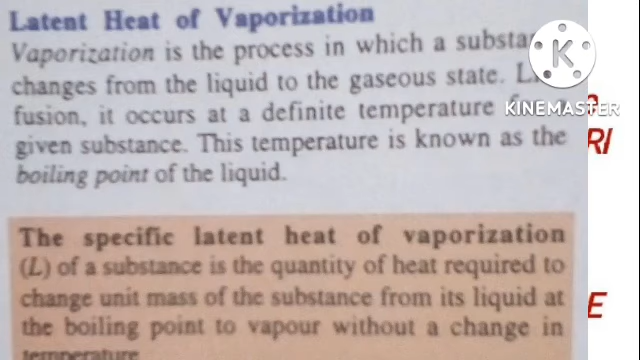 Latent Heat of Vaporization
Vaporization is the process in which a
changes from the liquid to the gaseous state.
fusion, it occurs at a definite temperature
given substance. This temperature is known as the
boiling point of the liquid.
The specific latent heat of vaporization
(L) of a substance is the quantity of heat required to
change unit mass of the substance from its liquid at
the boiling point to vapour without a change in
temperature
K
KINEMASTER
RI
E